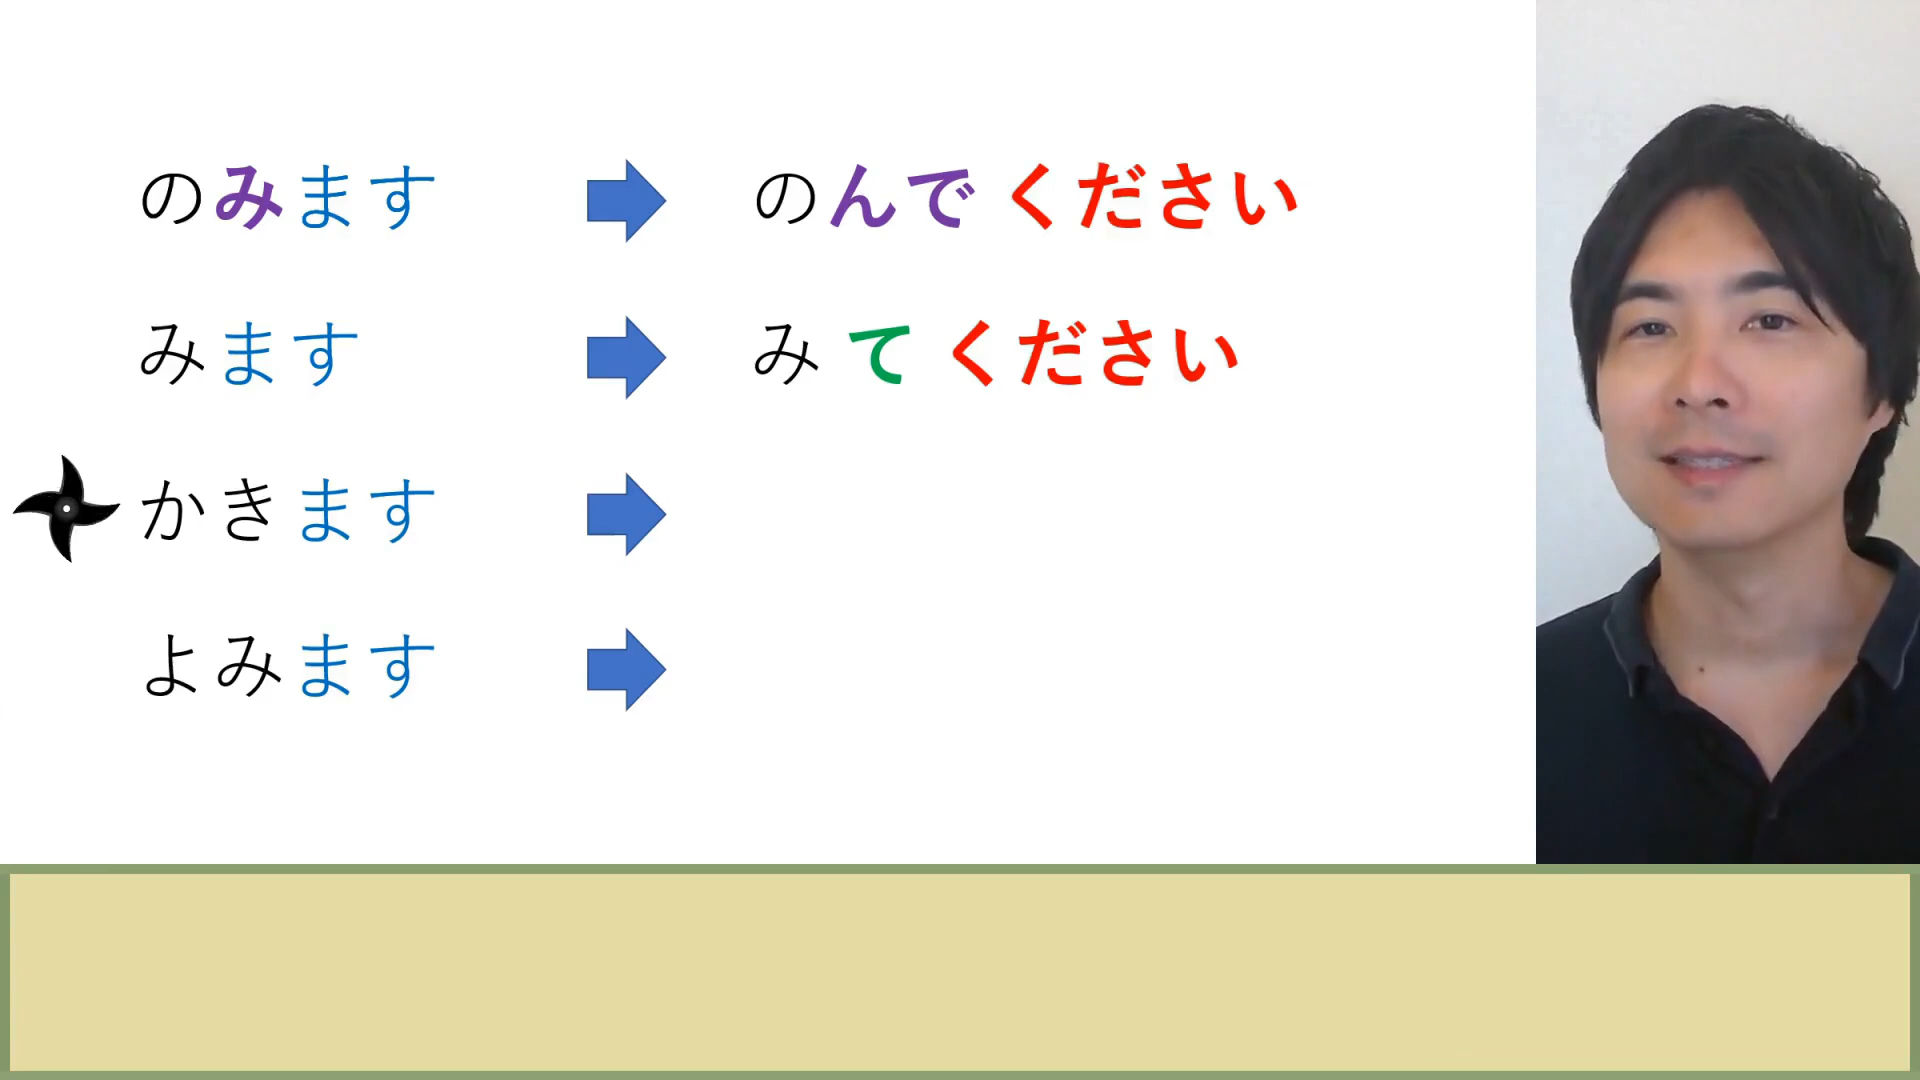 のみます のんで ください
みます み て ください
かきます
よみます